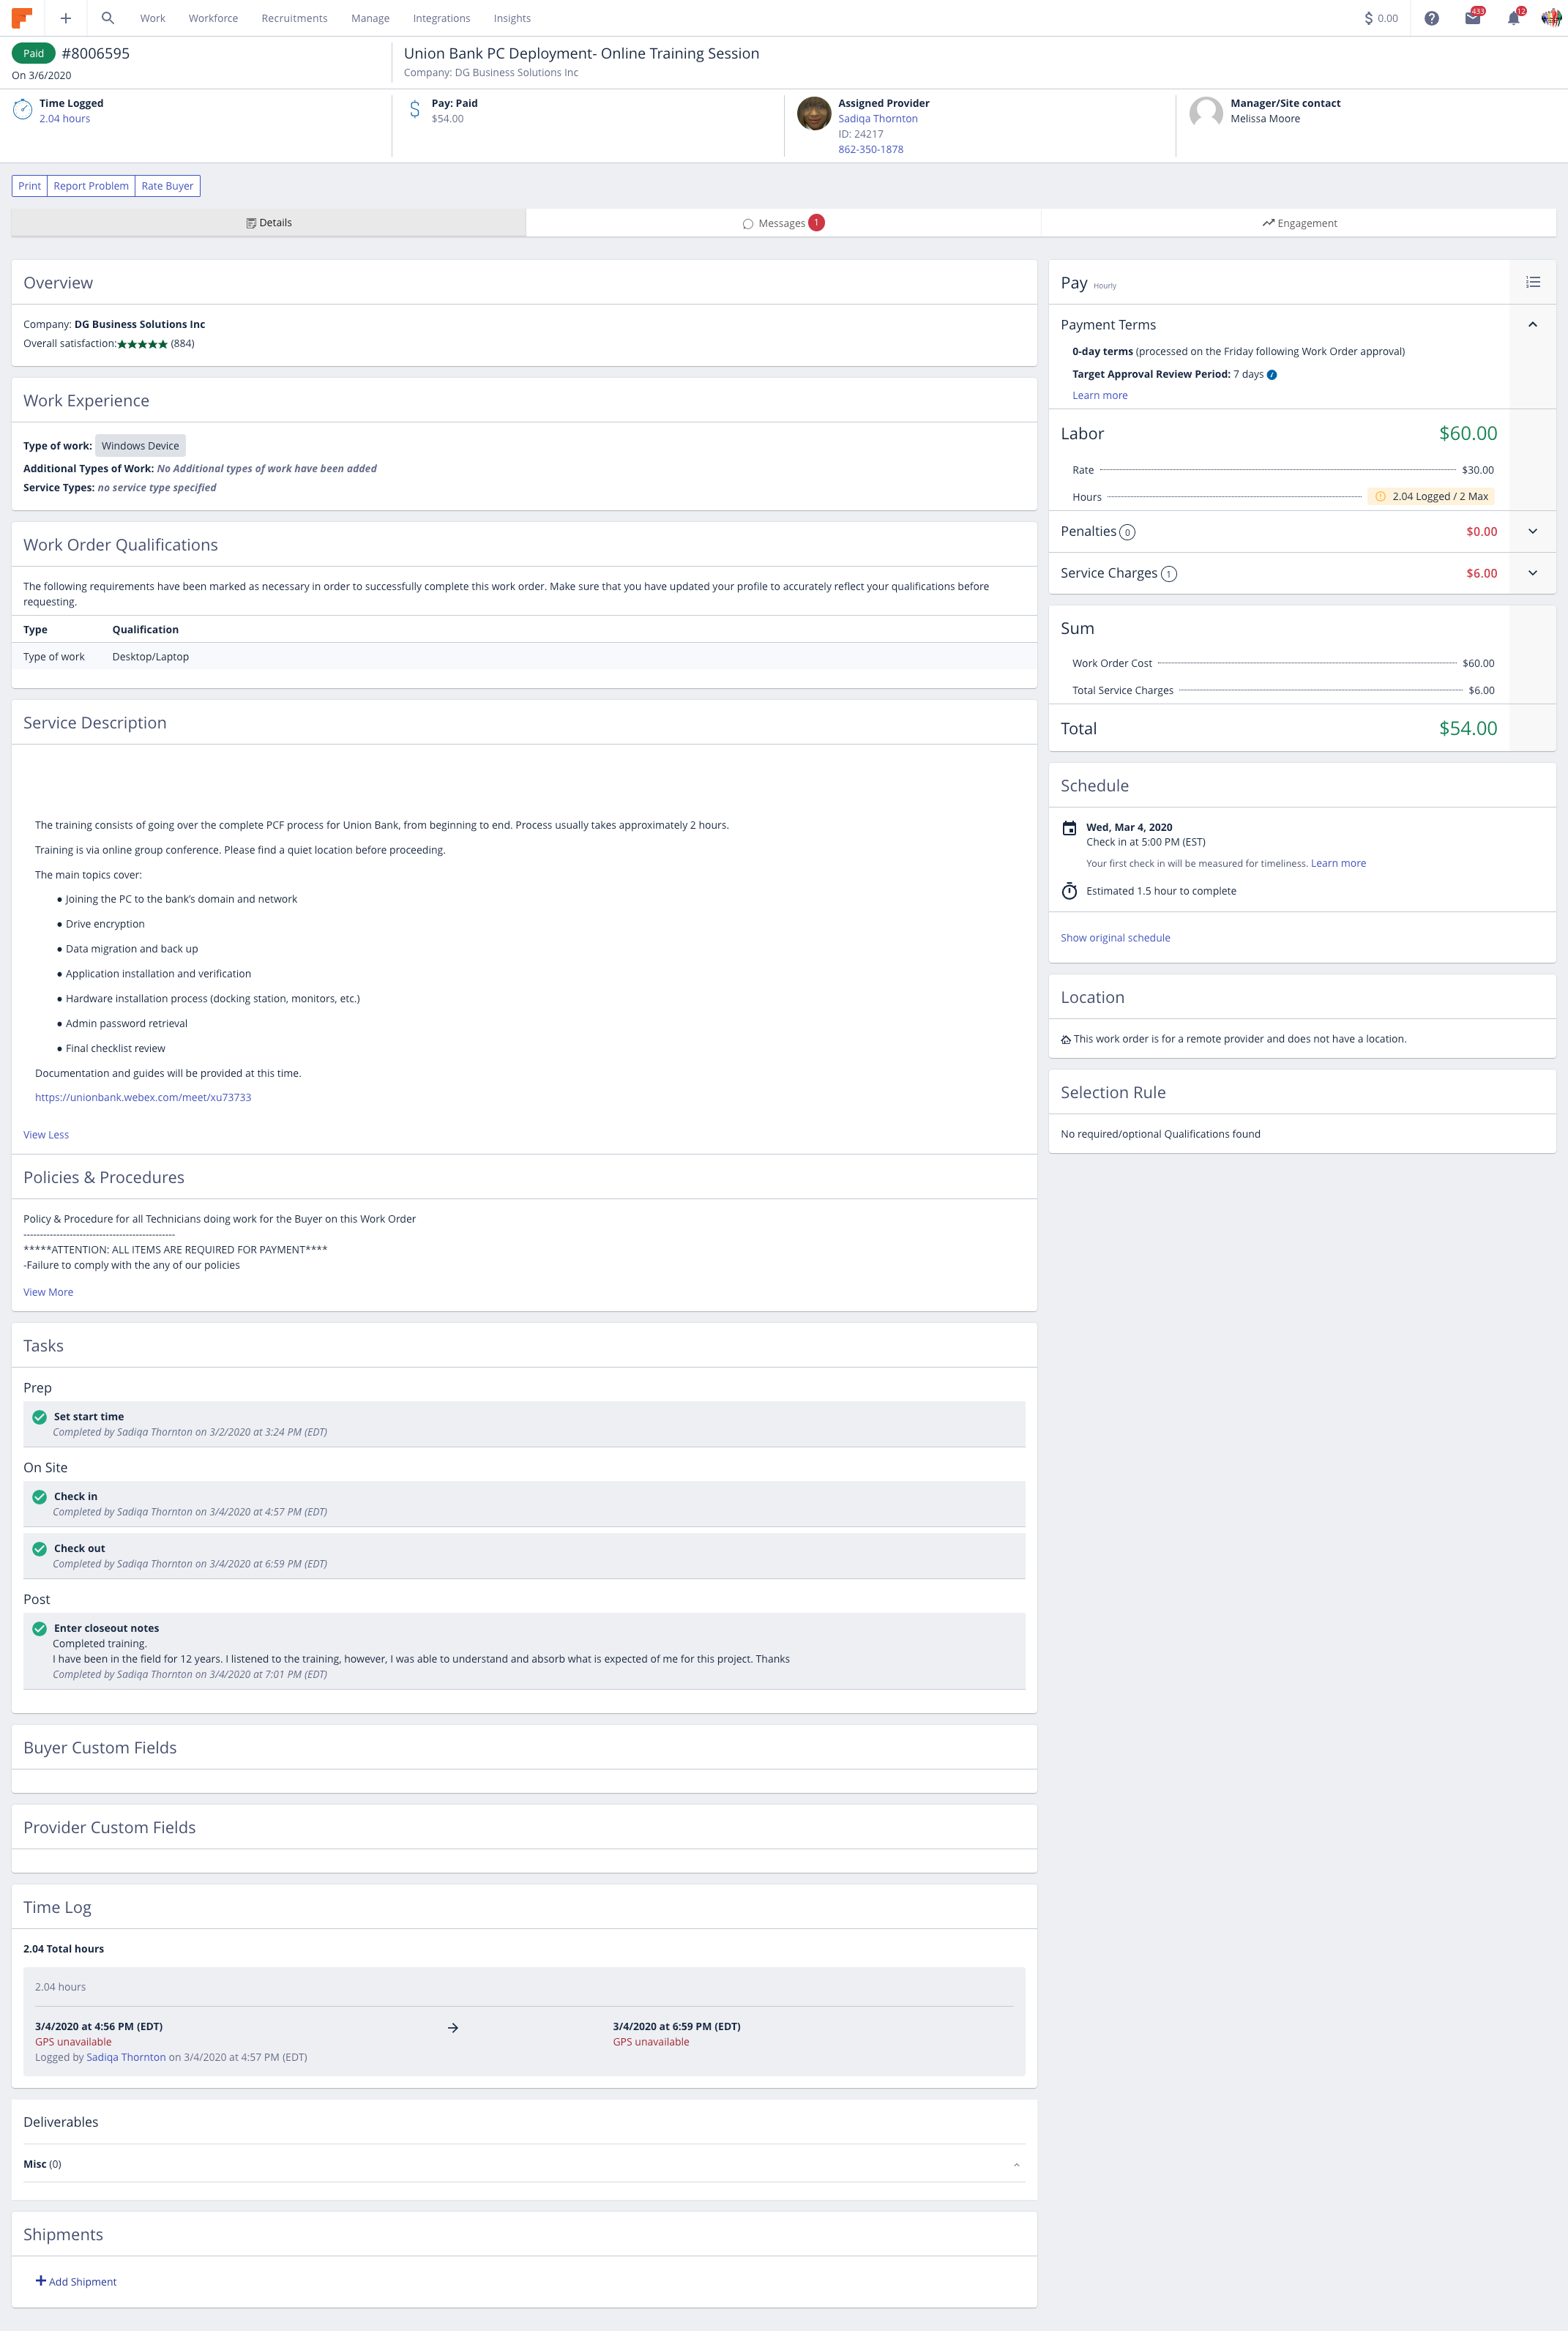 Work Workforce Recruitments Manage Integrations Insights
$ 0.00
433
12
Paid #8006595
On 3/6/2020
Union Bank PC Deployment- Online Training Session
Company: DG Business Solutions Inc
Time Logged
2.04 hours
Pay: Paid
$54.00
Assigned Provider
Sadiqa Thornton
ID: 24217
862-350-1878
Manager/Site contact
Melissa Moore
Print Report Problem Rate Buyer
Details
Messages 1
Engagement
Overview
Company: DG Business Solutions Inc
Overall satisfaction:★★★★★ (884)
Work Experience
Type of work: Windows Device
Additional Types of Work: No Additional types of work have been added
Service Types: no service type specified
Work Order Qualifications
The following requirements have been marked as necessary in order to successfully complete this work order. Make sure that you have updated your profile to accurately reflect your qualifications before
requesting.
Type Qualification
Type of work Desktop/Laptop
Service Description
The training consists of going over the complete PCF process for Union Bank, from beginning to end. Process usually takes approximately 2 hours.
Training is via online group conference. Please find a quiet location before proceeding.
The main topics cover:
● Joining the PC to the bank's domain and network
● Drive encryption
● Data migration and back up
● Application installation and verification
● Hardware installation process (docking station, monitors, etc.)
● Admin password retrieval
● Final checklist review
Documentation and guides will be provided at this time.
https://unionbank.webex.com/meet/xu73733
View Less
Policies & Procedures
Policy & Procedure for all Technicians doing work for the Buyer on this Work Order
----------------------------------------------
*****ATTENTION: ALL ITEMS ARE REQUIRED FOR PAYMENT****
-Failure to comply with the any of our policies
View More
Tasks
Prep
Set start time
Completed by Sadiqa Thornton on 3/2/2020 at 3:24 PM (EDT)
On Site
Check in
Completed by Sadiqa Thornton on 3/4/2020 at 4:57 PM (EDT)
Check out
Completed by Sadiqa Thornton on 3/4/2020 at 6:59 PM (EDT)
Post
Enter closeout notes
Completed training.
I have been in the field for 12 years. I listened to the training, however, I was able to understand and absorb what is expected of me for this project. Thanks
Completed by Sadiqa Thornton on 3/4/2020 at 7:01 PM (EDT)
Buyer Custom Fields
Provider Custom Fields
Time Log
2.04 Total hours
2.04 hours
3/4/2020 at 4:56 PM (EDT) → 3/4/2020 at 6:59 PM (EDT)
GPS unavailable GPS unavailable
Logged by Sadiqa Thornton on 3/4/2020 at 4:57 PM (EDT)
Deliverables
Misc (0)
Shipments
+ Add Shipment
Pay Hourly
Payment Terms
0-day terms (processed on the Friday following Work Order approval)
Target Approval Review Period: 7 days
Learn more
Labor $60.00
Rate $30.00
Hours 2.04 Logged / 2 Max
Penalties 0 $0.00
Service Charges 1 $6.00
Sum
Work Order Cost $60.00
Total Service Charges $6.00
Total $54.00
Schedule
Wed, Mar 4, 2020
Check in at 5:00 PM (EST)
Your first check in will be measured for timeliness. Learn more
Estimated 1.5 hour to complete
Show original schedule
Location
This work order is for a remote provider and does not have a location.
Selection Rule
No required/optional Qualifications found